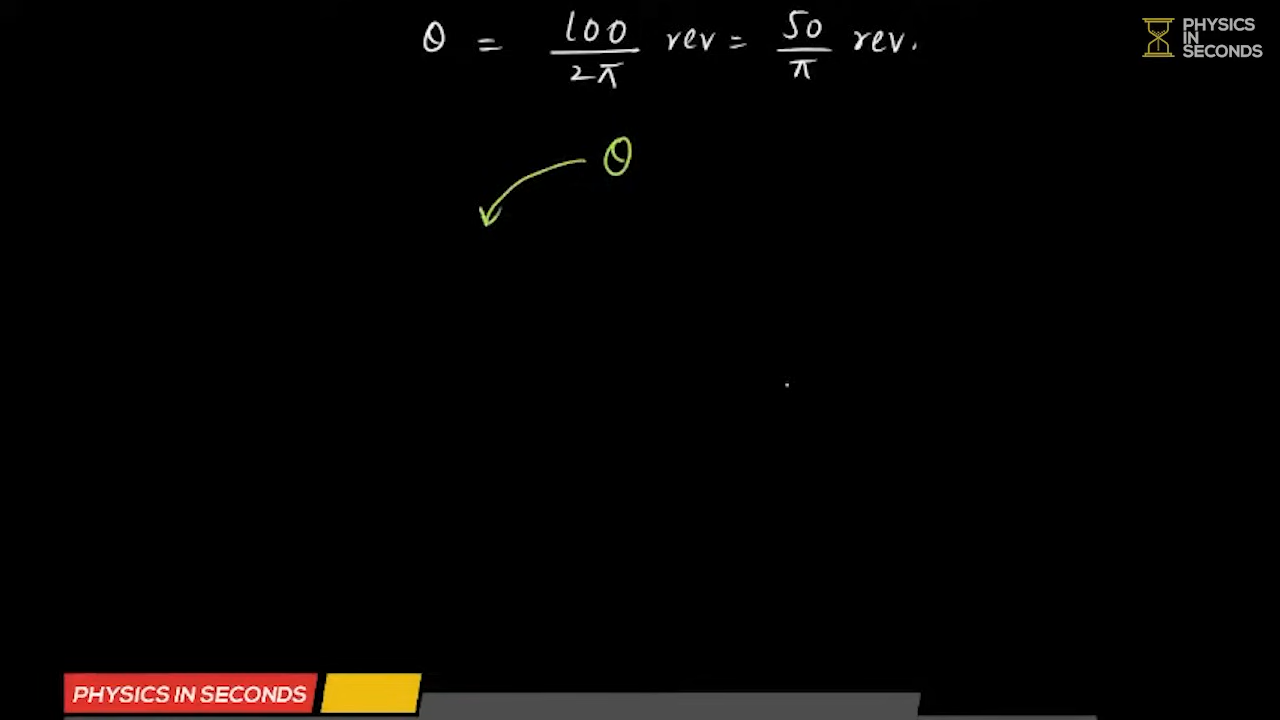 θ = 100/2π rev = 50/π rev.
PHYSICS
IN
SECONDS
θ
PHYSICS IN SECONDS